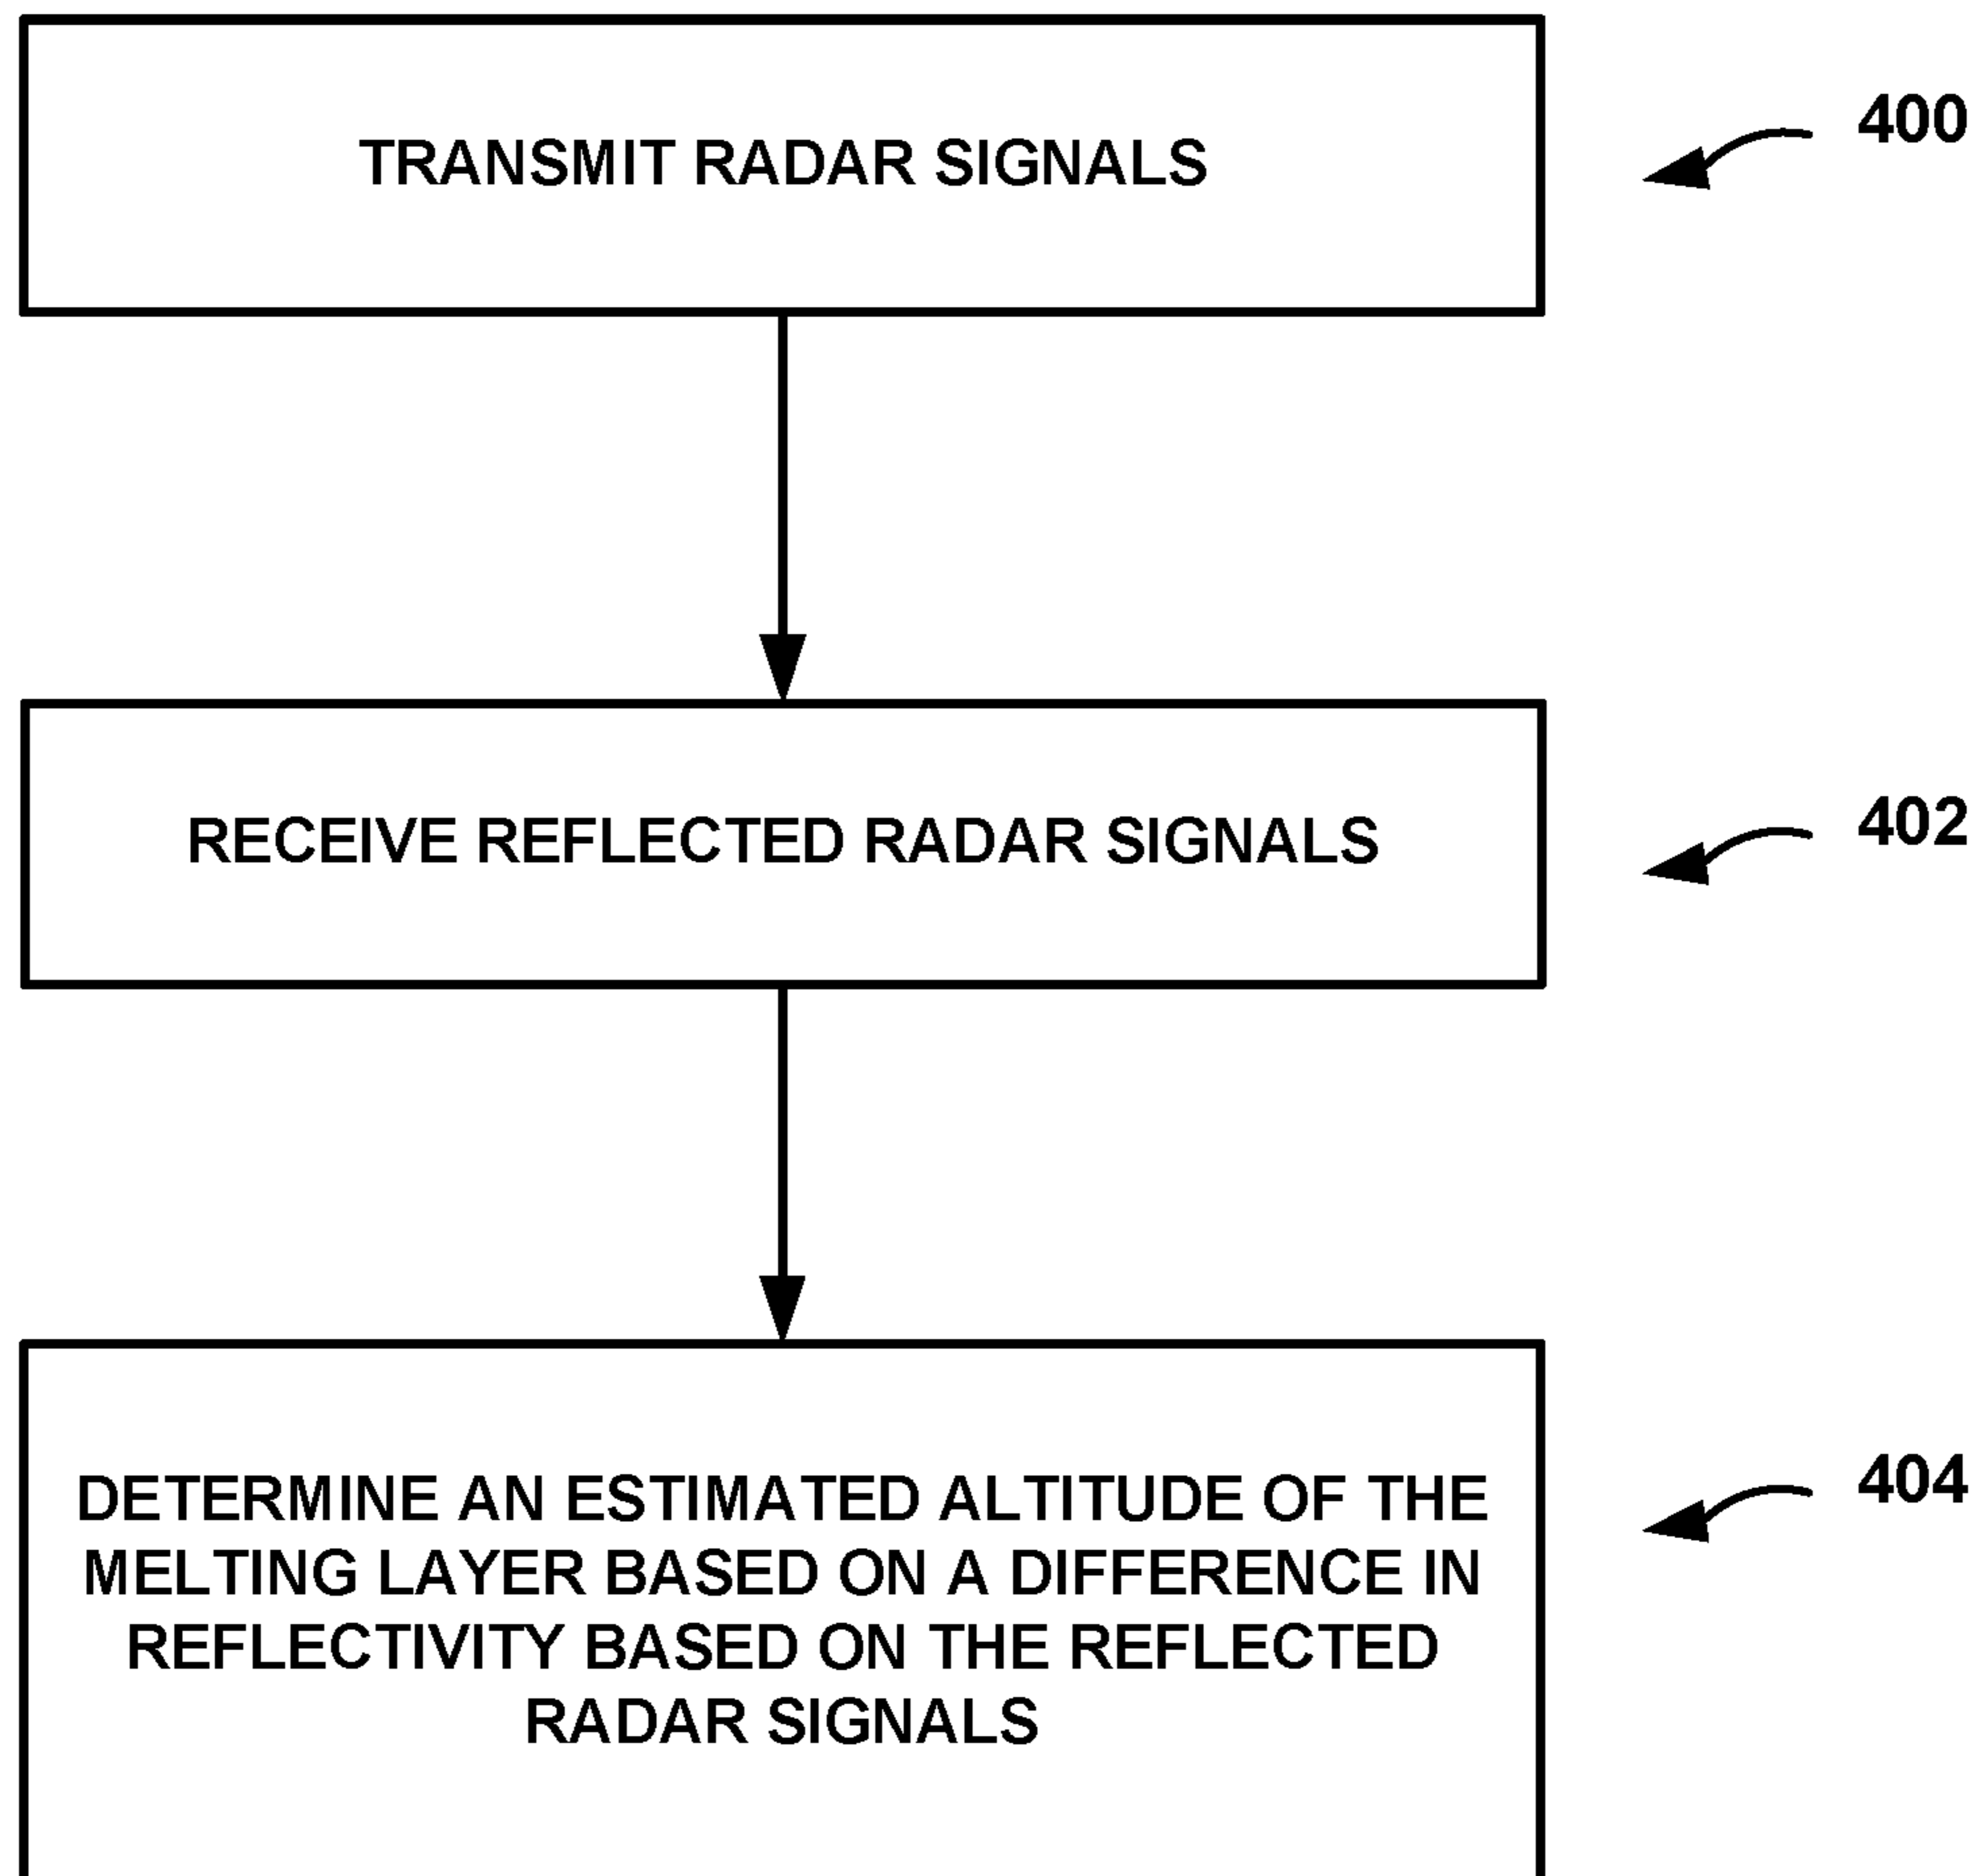 TRANSMIT RADAR SIGNALS
400
RECEIVE REFLECTED RADAR SIGNALS
402
DETERMINE AN ESTIMATED ALTITUDE OF THE
MELTING LAYER BASED ON A DIFFERENCE IN
REFLECTIVITY BASED ON THE REFLECTED
RADAR SIGNALS
404